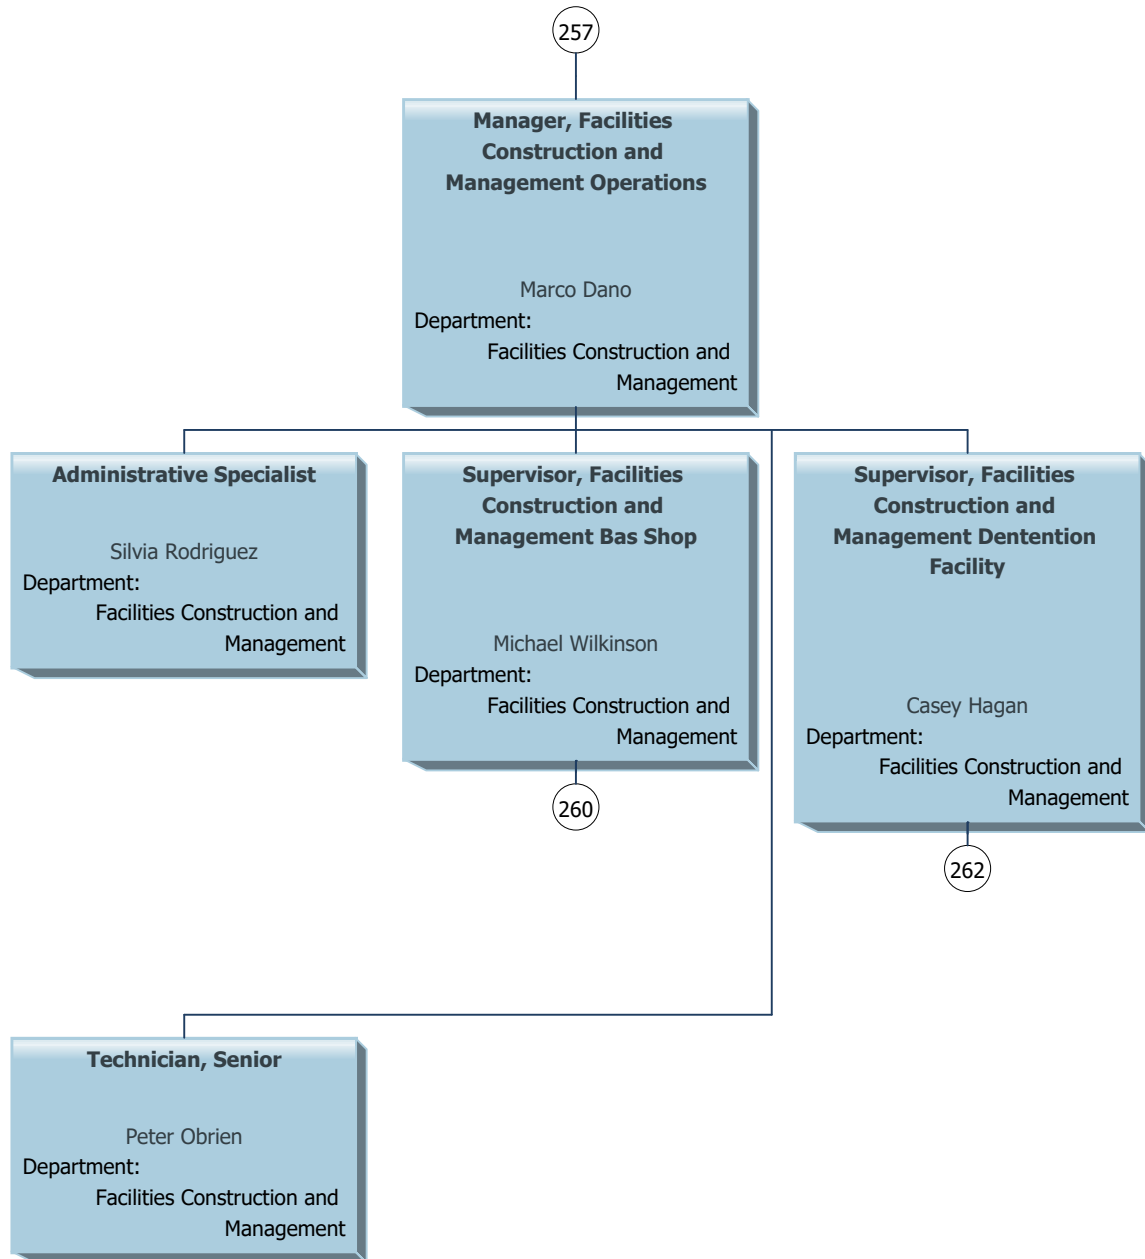 257
Manager, Facilities
Construction and
Management Operations
Marco Dano
Department:
Facilities Construction and
Management
Administrative Specialist
Silvia Rodriguez
Department:
Facilities Construction and
Management
Supervisor, Facilities
Construction and
Management Bas Shop
Michael Wilkinson
Department:
Facilities Construction and
Management
260
Supervisor, Facilities
Construction and
Management Dentention
Facility
Casey Hagan
Department:
Facilities Construction and
Management
262
Technician, Senior
Peter Obrien
Department:
Facilities Construction and
Management